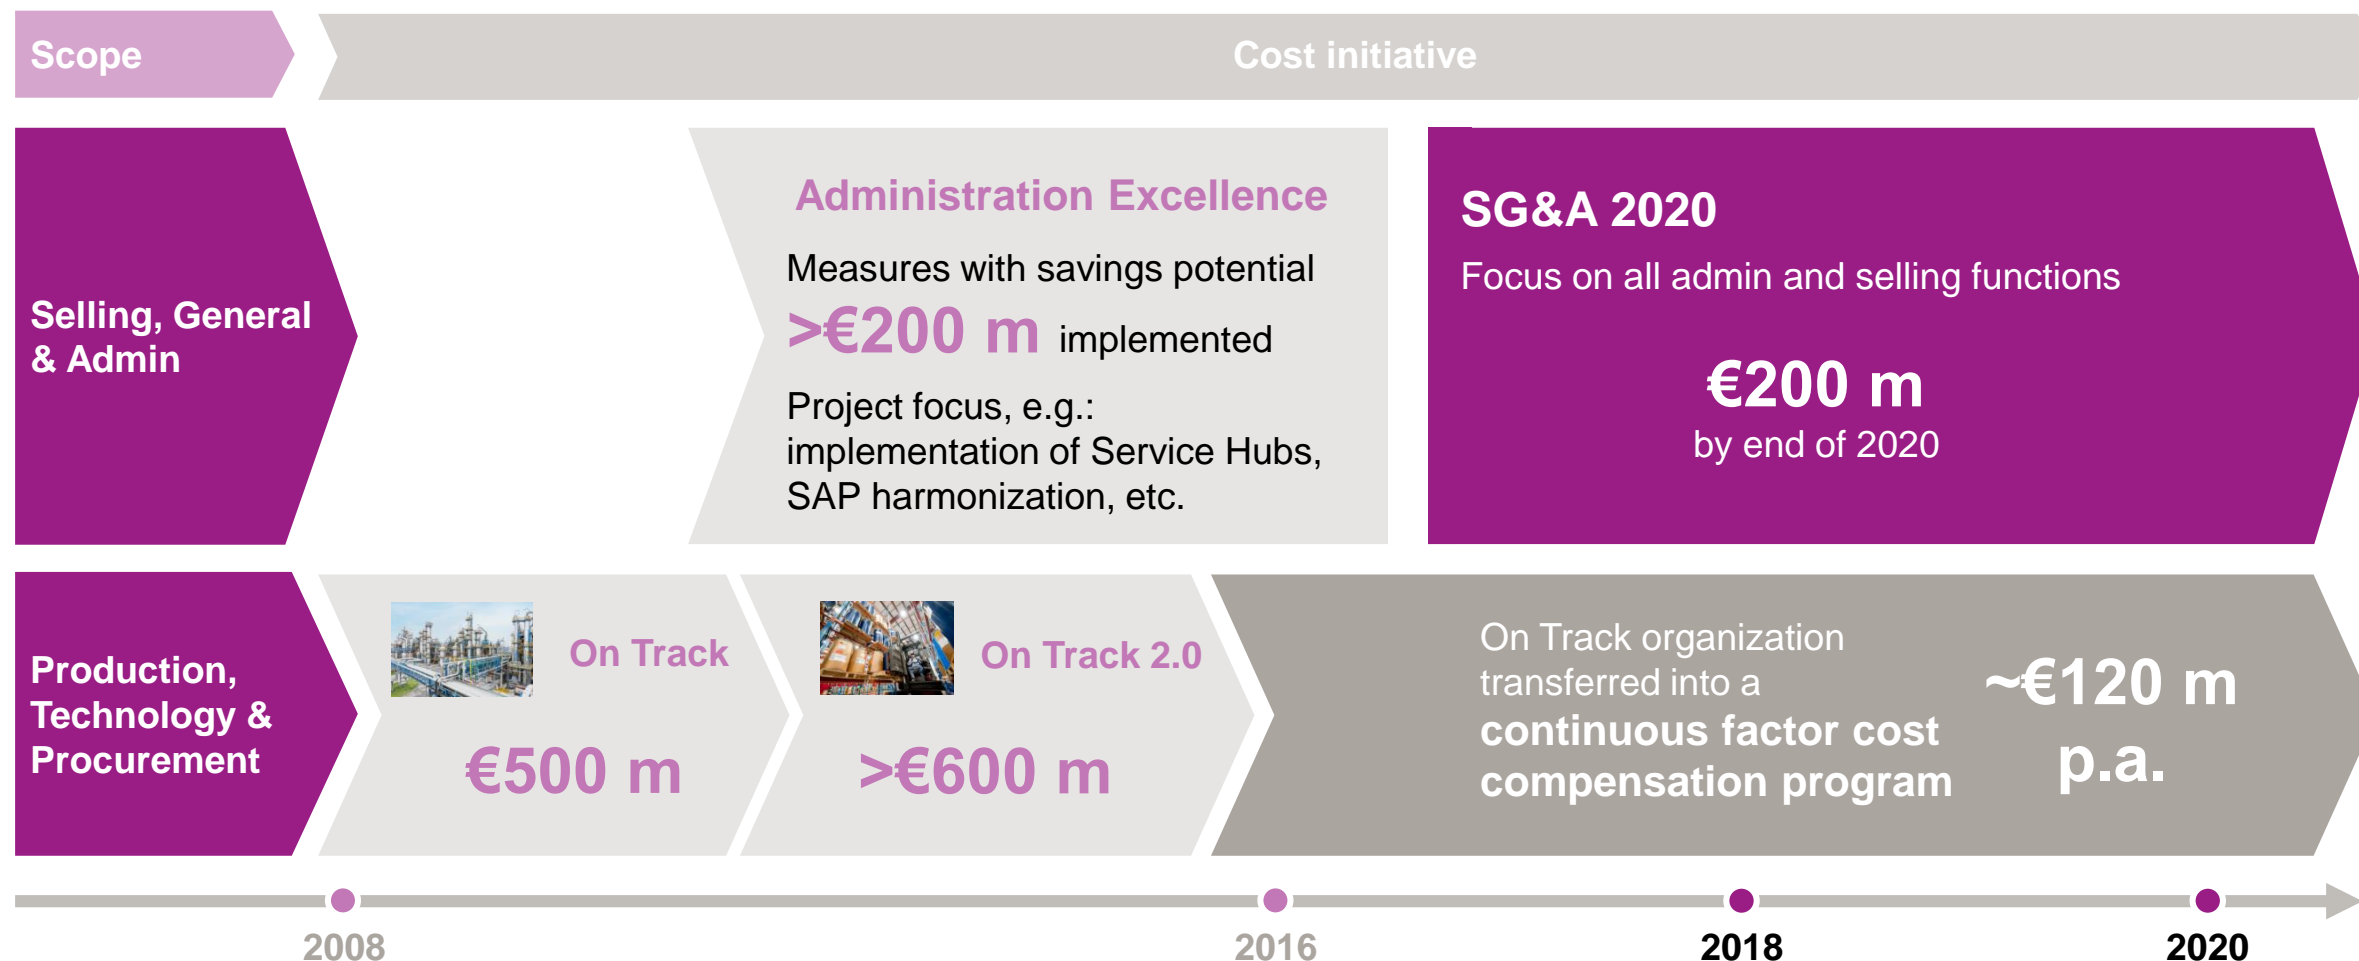 Scope
Cost initiative
Selling, General
& Admin
Administration Excellence
Measures with savings potential
>€200 m implemented
Project focus, e.g.:
implementation of Service Hubs,
SAP harmonization, etc.
SG&A 2020
Focus on all admin and selling functions
€200 m
by end of 2020
Production,
Technology &
Procurement
On Track
€500 m
On Track 2.0
>€600 m
On Track organization
transferred into a
continuous factor cost
compensation program
~€120 m
p.a.
2008
2016
2018
2020